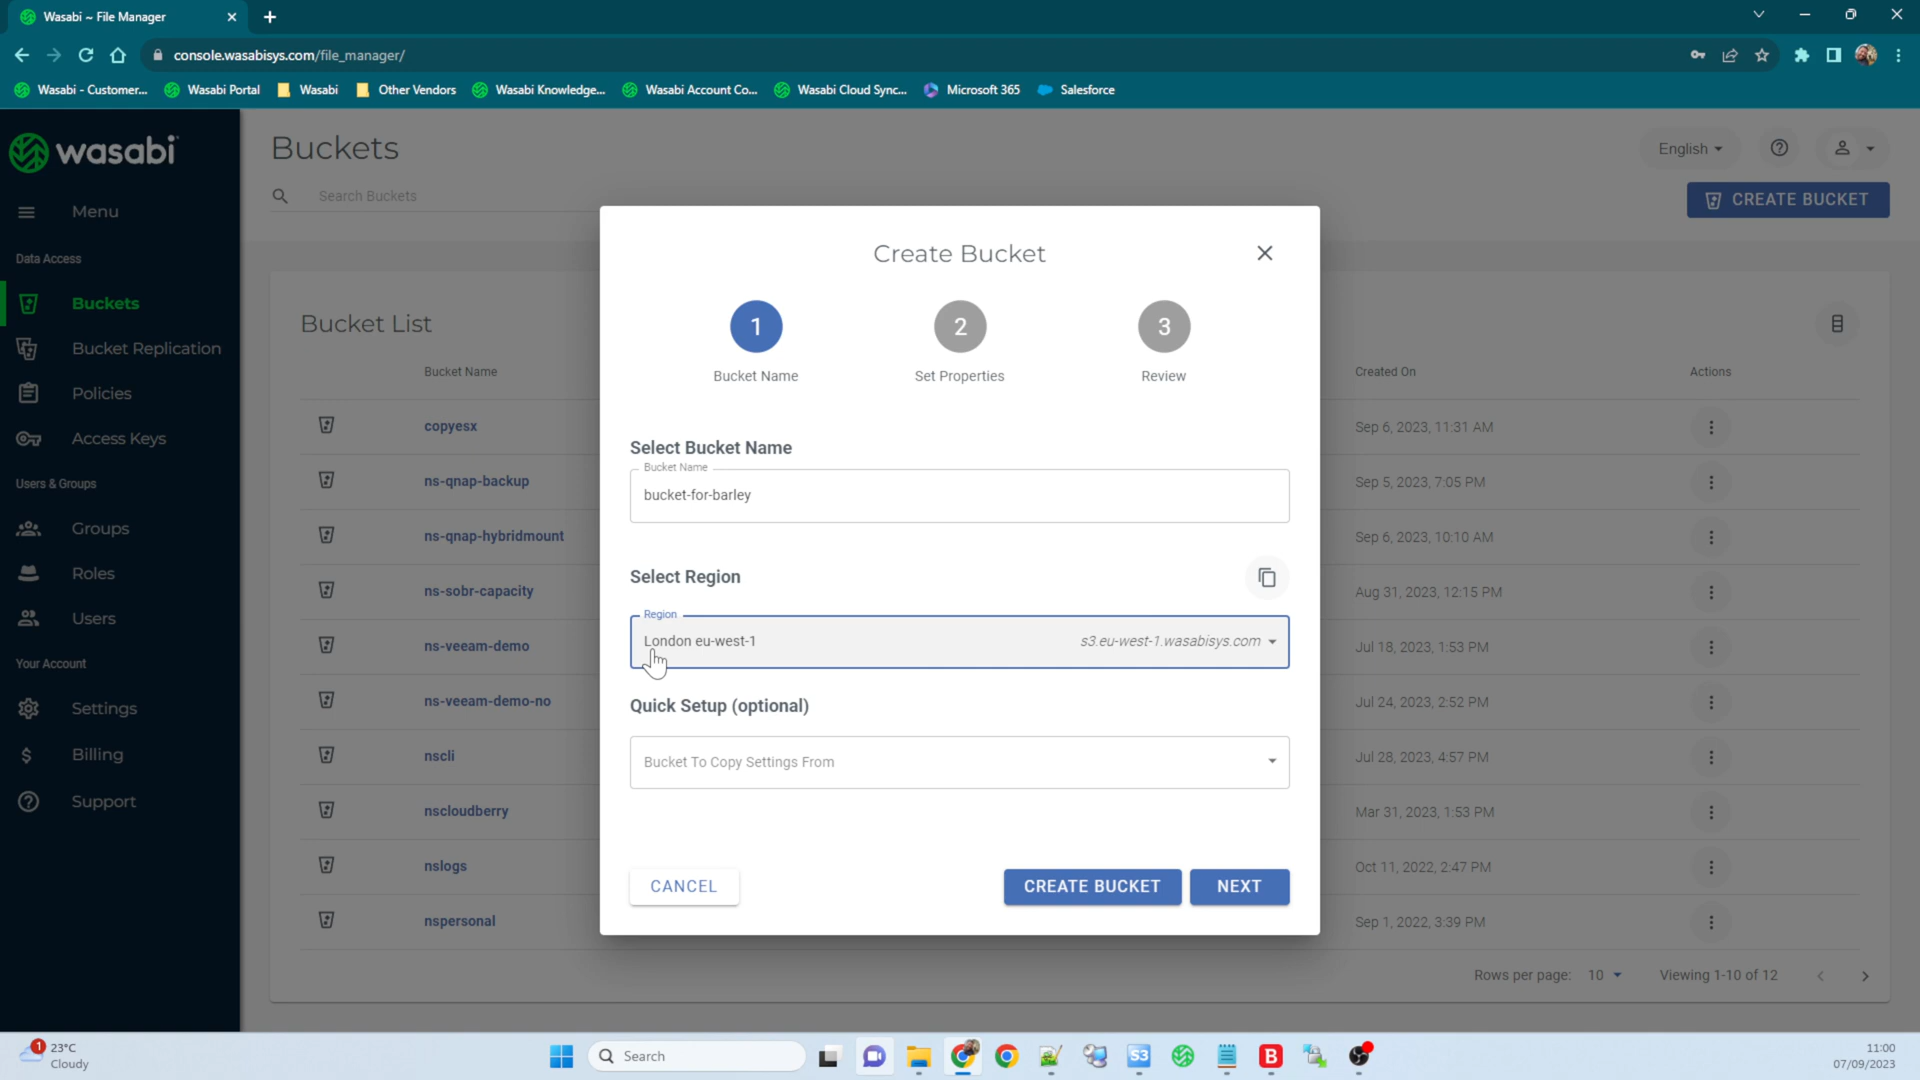 Wasabi ~ File Manager
console.wasabisys.com/file_manager/
Wasabi - Customer...
Wasabi Portal
Wasabi
Other Vendors
Wasabi Knowledge...
Wasabi Account Co...
Wasabi Cloud Sync...
Microsoft 365
Salesforce
wasabi
Menu
Data Access
Buckets
Bucket Replication
Policies
Access Keys
Users & Groups
Groups
Roles
Users
Your Account
Settings
$ Billing
Support
Buckets
English
Search Buckets
CREATE BUCKET
Bucket List
Bucket Name
Created On
Actions
copyesx
Sep 6, 2023, 11:31 AM
ns-qnap-backup
Sep 5, 2023, 7:05 PM
ns-qnap-hybridmount
Sep 6, 2023, 10:10 AM
ns-sobr-capacity
Aug 31, 2023, 12:15 PM
ns-veeam-demo
Jul 18, 2023, 1:53 PM
ns-veeam-demo-no
Jul 24, 2023, 2:52 PM
nscli
Jul 28, 2023, 4:57 PM
nscloudberry
Mar 31, 2023, 1:53 PM
nslogs
Oct 11, 2022, 2:47 PM
nspersonal
Sep 1, 2022, 3:39 PM
Rows per page: 10
Viewing 1-10 of 12
Create Bucket
1
2
3
Bucket Name
Set Properties
Review
Select Bucket Name
Bucket Name
bucket-for-barley
Select Region
Region
London eu-west-1
s3.eu-west-1.wasabisys.com
Quick Setup (optional)
Bucket To Copy Settings From
CANCEL
CREATE BUCKET
NEXT
1
23°C
Cloudy
Search
S3
B
11:00
07/09/2023